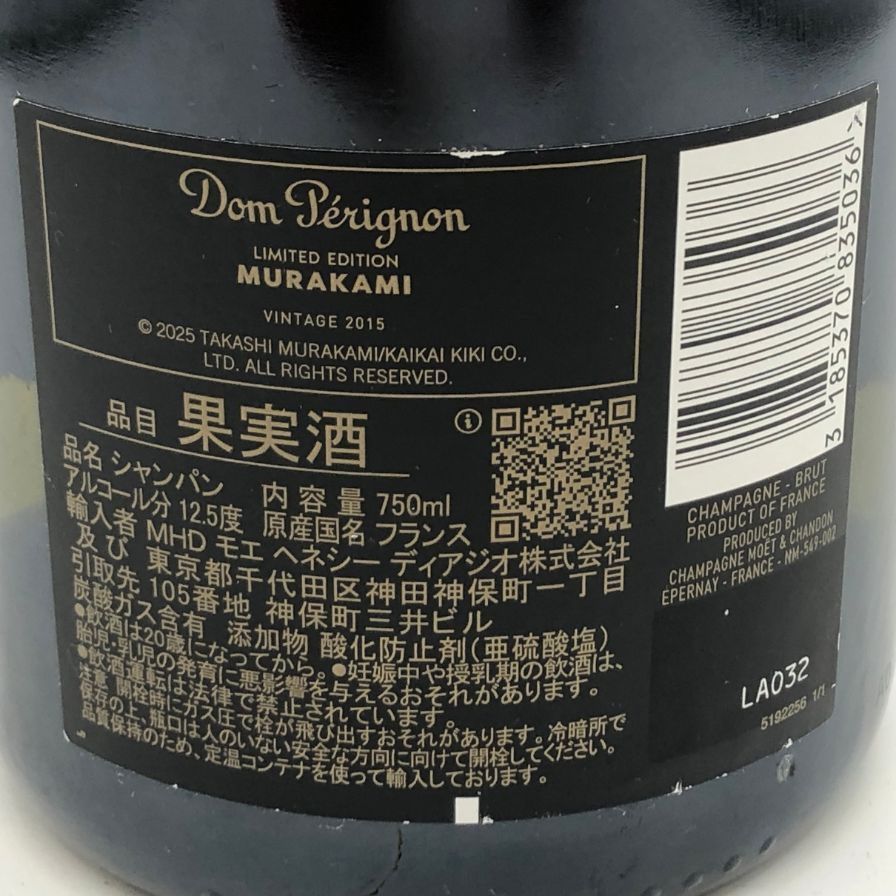 Dom Pérignon
LIMITED EDITION
MURAKAMI
VINTAGE 2015
© 2025 TAKASHI MURAKAMI/KAIKAI KIKI CO.,
LTD. ALL RIGHTS RESERVED.
品目 果実酒
品名 シャンパン
アルコール分 12.5度 内容量 750ml
原産国名 フランス
輸入者 MHD モエ ヘネシー ディアジオ株式会社
及び 東京都千代田区神田神保町一丁目
引取先 105番地 神保町三井ビル
炭酸ガス含有 添加物 酸化防止剤(亜硫酸塩)
●飲酒は20歳になってから。●妊娠中や授乳期の飲酒は、
胎児・乳児の発育に悪影響を与えるおそれがあります。
●飲酒運転は法律で禁止されています。
注意 開栓時にガス圧で栓が飛び出すおそれがあります。冷暗所で
保存の上、瓶口は人のいない安全な方向に向けて開栓してください。
品質保持のため、定温コンテナを使って輸入しております。
3 185370 835036 >
CHAMPAGNE - BRUT
PRODUCT OF FRANCE
PRODUCED BY
CHAMPAGNE MOËT & CHANDON
EPERNAY - FRANCE - NM-549-002
LA032
5192256 1/1